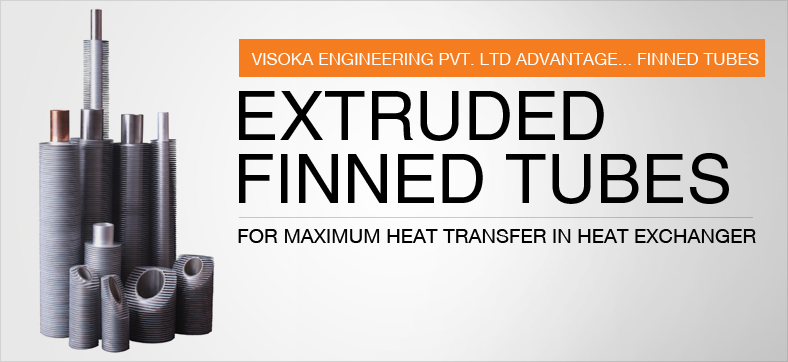 VISOKA ENGINEERING PVT. LTD ADVANTAGE... FINNED TUBES
EXTRUDED
FINNED TUBES
FOR MAXIMUM HEAT TRANSFER IN HEAT EXCHANGER